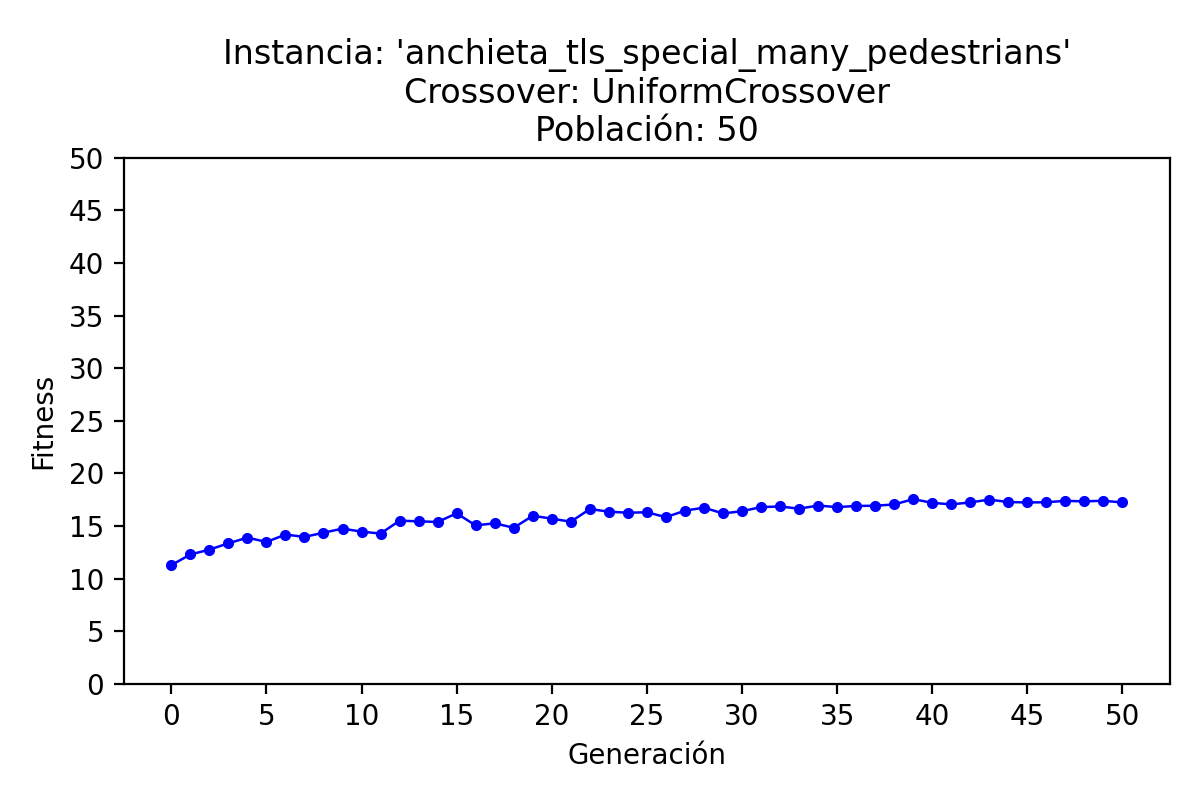 Instancia: 'anchieta_tls_special_many_pedestrians'
Crossover: UniformCrossover
Población: 50
50
45
40
35
30
25
20
15
10
5
0
Fitness
0 5 10 15 20 25 30 35 40 45 50
Generación